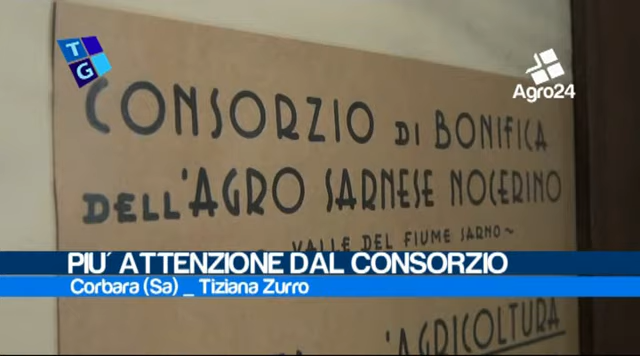 TG
Agro24
CONSORZIO DI BONIFICA
DELL'AGRO SARNESE NOCERINO
VALLE DEL FIUME SARNO~
PIU´ ATTENZIONE DAL CONSORZIO
Corbara (Sa) _ Tiziana Zurro
'AGRICOLTURA